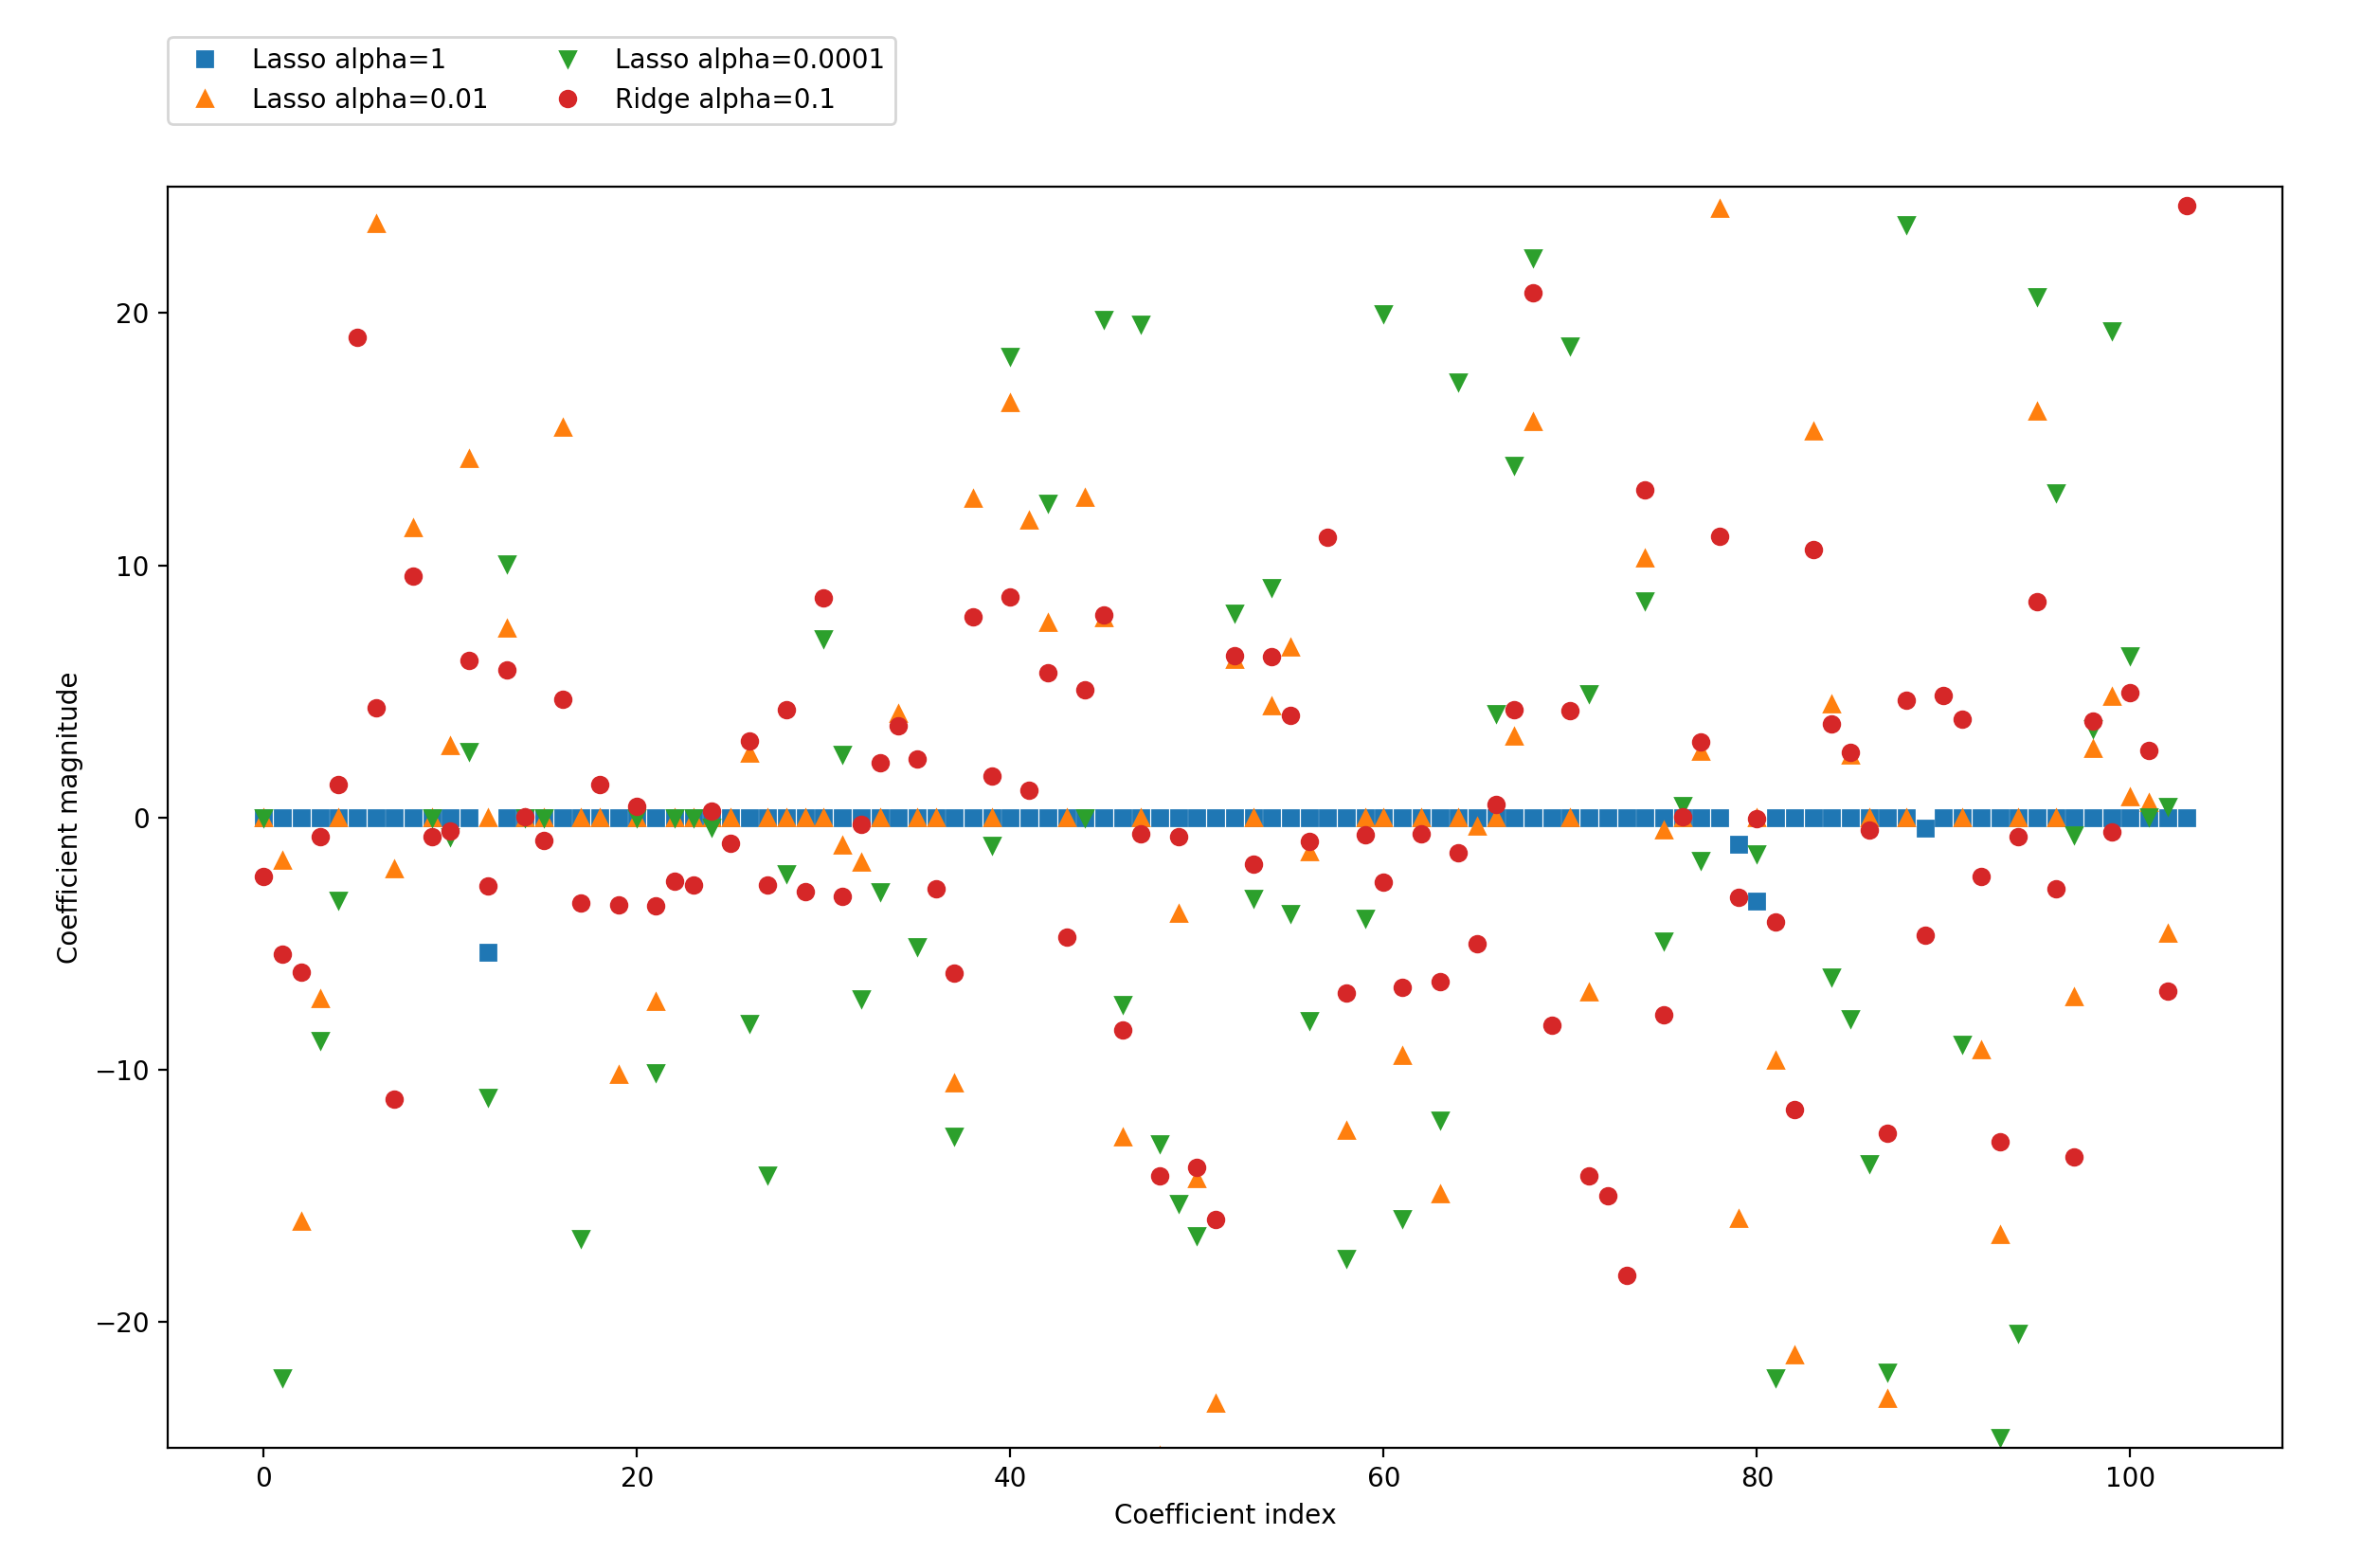 Lasso alpha=1
Lasso alpha=0.01
Lasso alpha=0.0001
Ridge alpha=0.1
20
10
0
−10
−20
Coefficient magnitude
0 20 40 60 80 100
Coefficient index